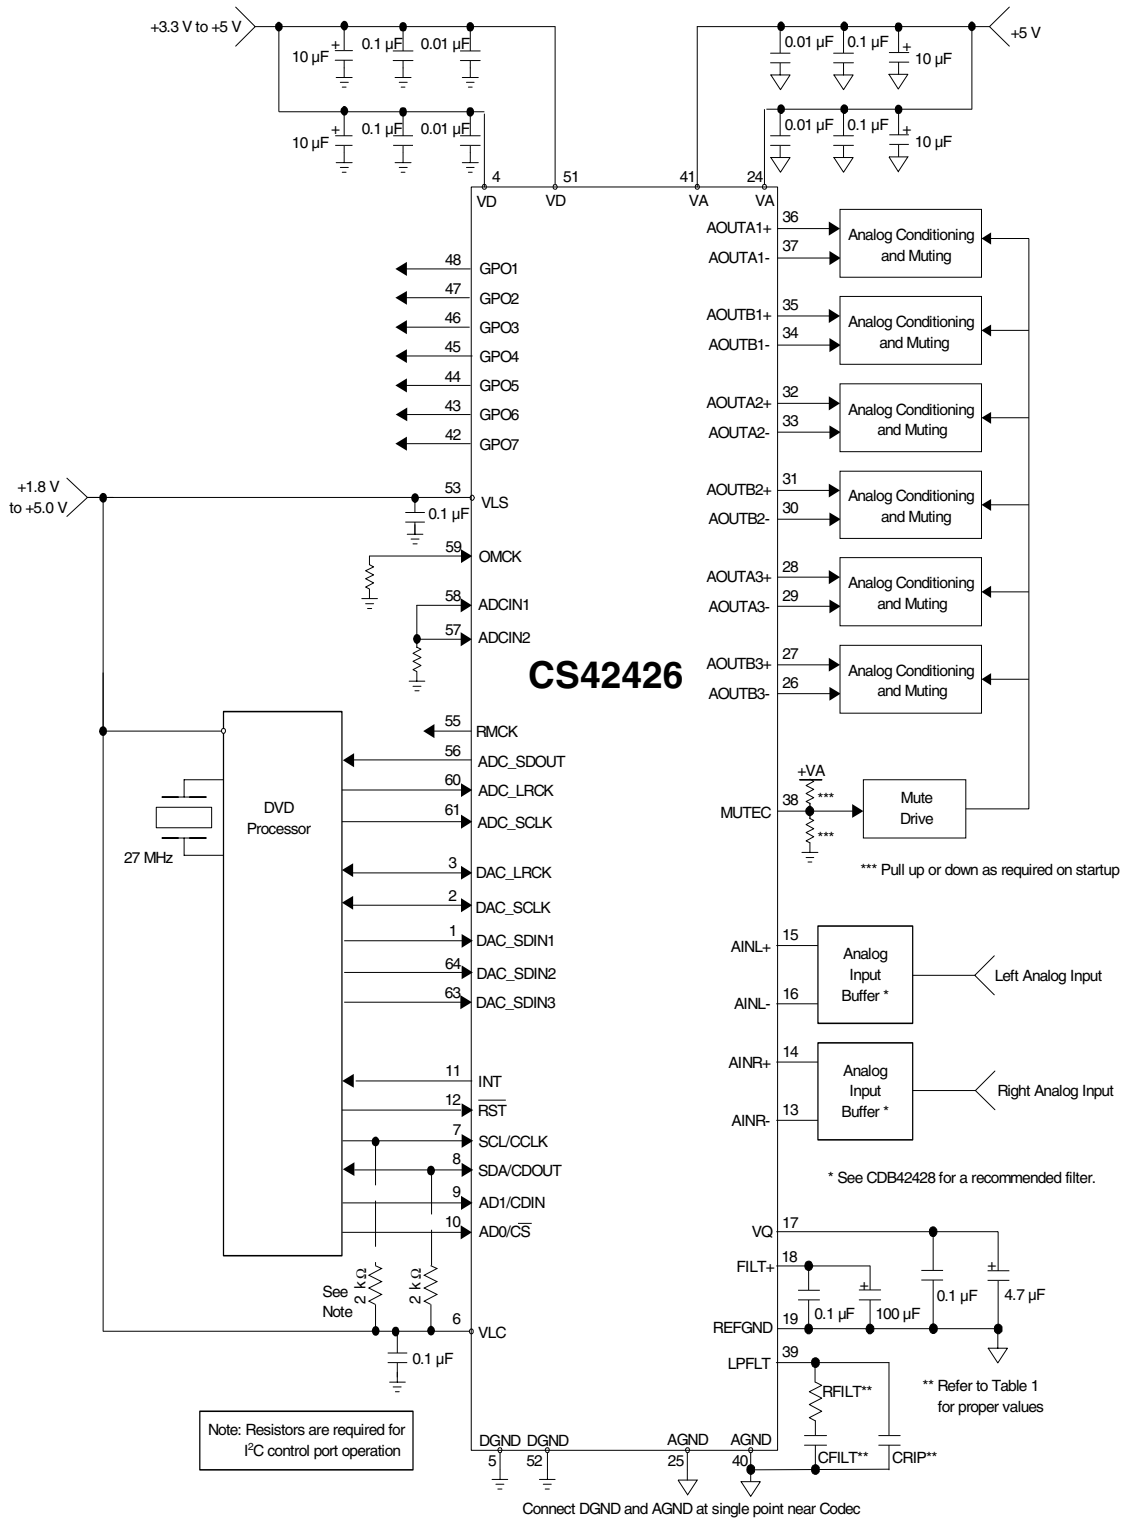 +3.3 V to +5 V
+
10 µF
0.1 µF
0.01 µF
+
10 µF
0.1 µF
0.01 µF
0.01 µF
0.1 µF
+
10 µF
+5 V
0.01 µF
0.1 µF
+
10 µF
4
51
41
24
VD
VD
VA
VA
48 GPO1
47 GPO2
46 GPO3
45 GPO4
44 GPO5
43 GPO6
42 GPO7
+1.8 V
to +5.0 V
53 VLS
0.1 µF
59 OMCK
58 ADCIN1
57 ADCIN2
CS42426
55 RMCK
56 ADC_SDOUT
60 ADC_LRCK
61 ADC_SCLK
3 DAC_LRCK
2 DAC_SCLK
1 DAC_SDIN1
64 DAC_SDIN2
63 DAC_SDIN3
11 INT
12 RST
7 SCL/CCLK
8 SDA/CDOUT
9 AD1/CDIN
10 AD0/CS
DVD
Processor
27 MHz
See
Note
2 kΩ
2 kΩ
6 VLC
0.1 µF
Note: Resistors are required for
I²C control port operation
AOUTA1+ 36
AOUTA1- 37
Analog Conditioning
and Muting
AOUTB1+ 35
AOUTB1- 34
Analog Conditioning
and Muting
AOUTA2+ 32
AOUTA2- 33
Analog Conditioning
and Muting
AOUTB2+ 31
AOUTB2- 30
Analog Conditioning
and Muting
AOUTA3+ 28
AOUTA3- 29
Analog Conditioning
and Muting
AOUTB3+ 27
AOUTB3- 26
Analog Conditioning
and Muting
+VA
***
***
MUTEC 38
Mute
Drive
*** Pull up or down as required on startup
AINL+ 15
AINL- 16
Analog
Input
Buffer *
Left Analog Input
AINR+ 14
AINR- 13
Analog
Input
Buffer *
Right Analog Input
* See CDB42428 for a recommended filter.
VQ 17
FILT+ 18
0.1 µF
+
100 µF
0.1 µF
+
4.7 µF
REFGND 19
LPFLT 39
RFILT**
CFILT**
CRIP**
** Refer to Table 1
for proper values
DGND
DGND
AGND
AGND
5
52
25
40
Connect DGND and AGND at single point near Codec